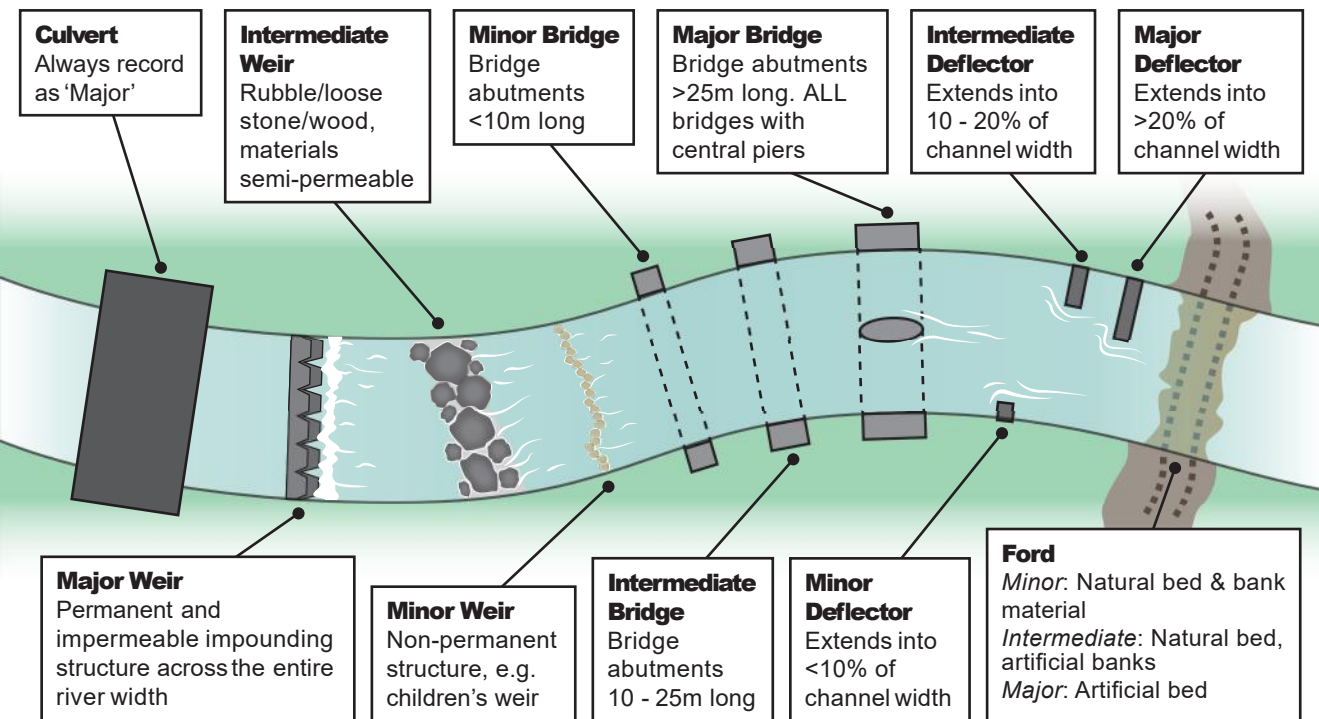 Culvert
Always record
as ‘Major’
Intermediate
Weir
Rubble/loose
stone/wood,
materials
semi-permeable
Minor Bridge
Bridge
abutments
<10m long
Major Bridge
Bridge abutments
>25m long. ALL
bridges with
central piers
Intermediate
Deflector
Extends into
10 - 20% of
channel width
Major
Deflector
Extends into
>20% of
channel width
Major Weir
Permanent and
impermeable impounding
structure across the entire
river width
Minor Weir
Non-permanent
structure, e.g.
children’s weir
Intermediate
Bridge
Bridge
abutments
10 - 25m long
Minor
Deflector
Extends into
<10% of
channel width
Ford
Minor: Natural bed & bank
material
Intermediate: Natural bed,
artificial banks
Major: Artificial bed